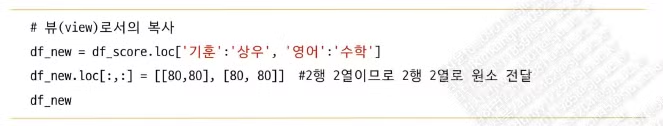 # 뷰(view)로서의 복사
df_new = df_score.loc['기훈':'상우', '영어':'수학']
df_new.loc[:,:] = [[80,80], [80, 80]]  #2행 2열이므로 2행 2열로 원소 전달
df_new